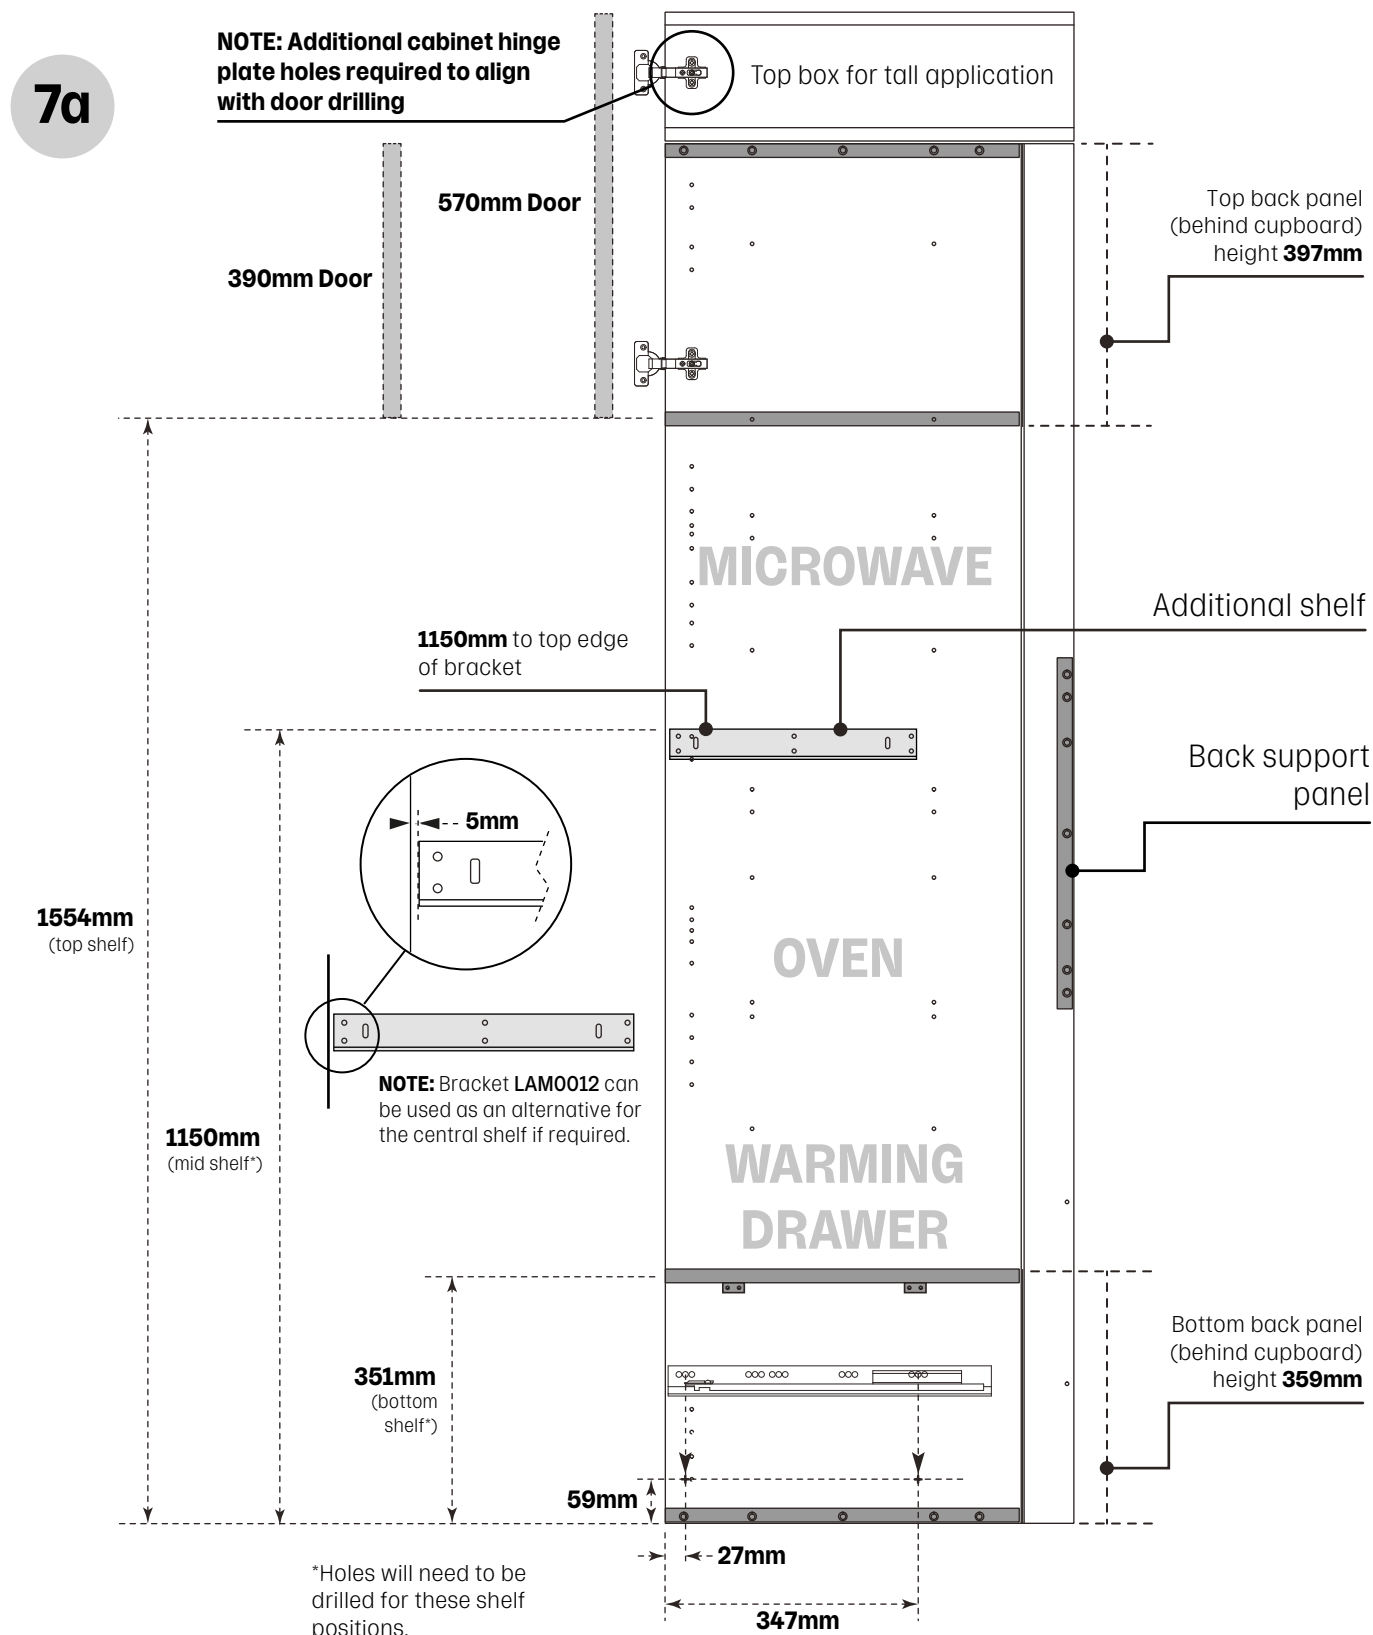 7a
NOTE: Additional cabinet hinge
plate holes required to align
with door drilling
Top box for tall application
570mm Door
390mm Door
Top back panel
(behind cupboard)
height 397mm
MICROWAVE
Additional shelf
1150mm to top edge
of bracket
Back support
panel
5mm
1554mm
(top shelf)
OVEN
NOTE: Bracket LAM0012 can
be used as an alternative for
the central shelf if required.
1150mm
(mid shelf*)
WARMING
DRAWER
351mm
(bottom
shelf*)
Bottom back panel
(behind cupboard)
height 359mm
59mm
27mm
347mm
*Holes will need to be
drilled for these shelf
positions.